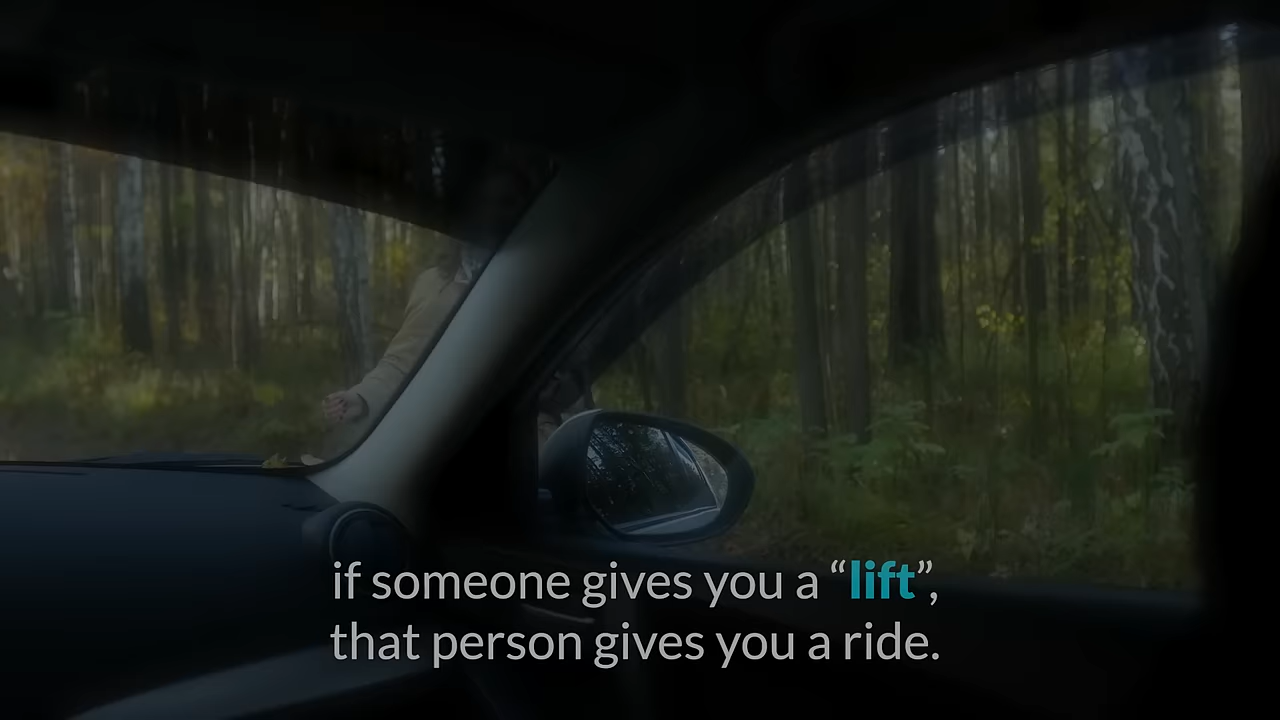 if someone gives you a “lift”,
that person gives you a ride.